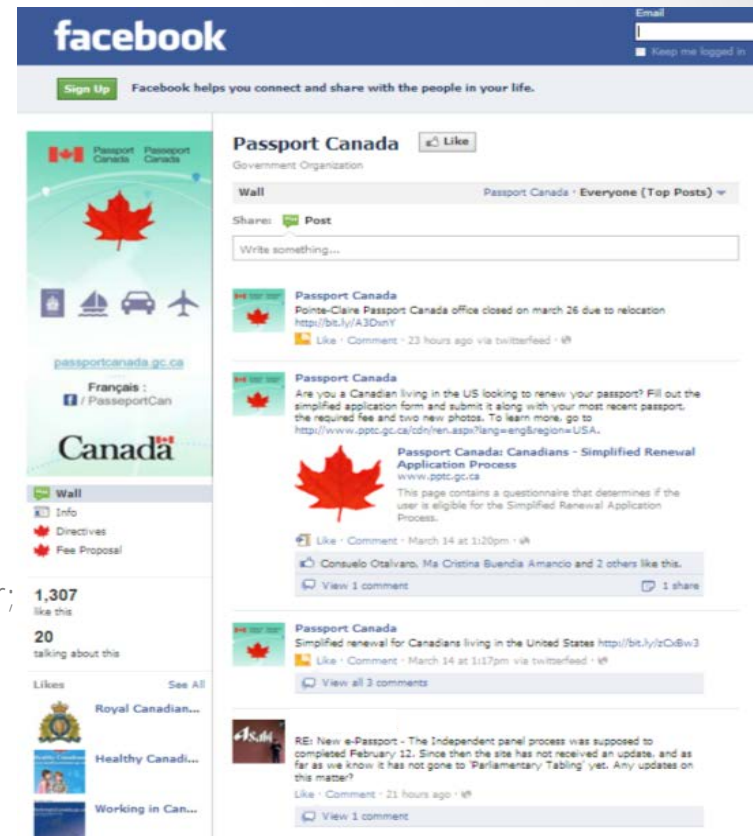 Email
facebook
Keep me logged in
Sign Up
Facebook helps you connect and share with the people in your life.
Passport Canada
Passeport Canada
passportcanada.gc.ca
Français :
f / PasseportCan
Canada
Wall
Info
Directives
Fee Proposal
1,307
like this
20
talking about this
Likes See All
Royal Canadian...
Healthy Canadi...
Working in Can...
Passport Canada Like
Government Organization
Wall Passport Canada · Everyone (Top Posts)
Share: Post
Write something...
Passport Canada
Pointe-Claire Passport Canada office closed on march 26 due to relocation
http://bit.ly/A3DxnY
Like · Comment · 23 hours ago via twitterfeed ·
Passport Canada
Are you a Canadian living in the US looking to renew your passport? Fill out the
simplified application form and submit it along with your most recent passport,
the required fee and two new photos. To learn more, go to
http://www.pptc.gc.ca/cdn/ren.aspx?lang=eng&region=USA.
Passport Canada: Canadians - Simplified Renewal
Application Process
www.pptc.gc.ca
This page contains a questionnaire that determines if the
user is eligible for the Simplified Renewal Application
Process.
Like · Comment · March 14 at 1:20pm ·
Consuelo Otalvaro, Ma Cristina Buendia Amancio and 2 others like this.
View 1 comment 1 share
Passport Canada
Simplified renewal for Canadians living in the United States http://bit.ly/zCxBw3
Like · Comment · March 14 at 1:17pm via twitterfeed ·
View all 3 comments
RE: New e-Passport - The Independent panel process was supposed to
completed February 12. Since then the site has not received an update, and as
far as we know it has not gone to 'Parliamentary Tabling' yet. Any updates on
this matter?
Like · Comment · 21 hours ago ·
View 1 comment